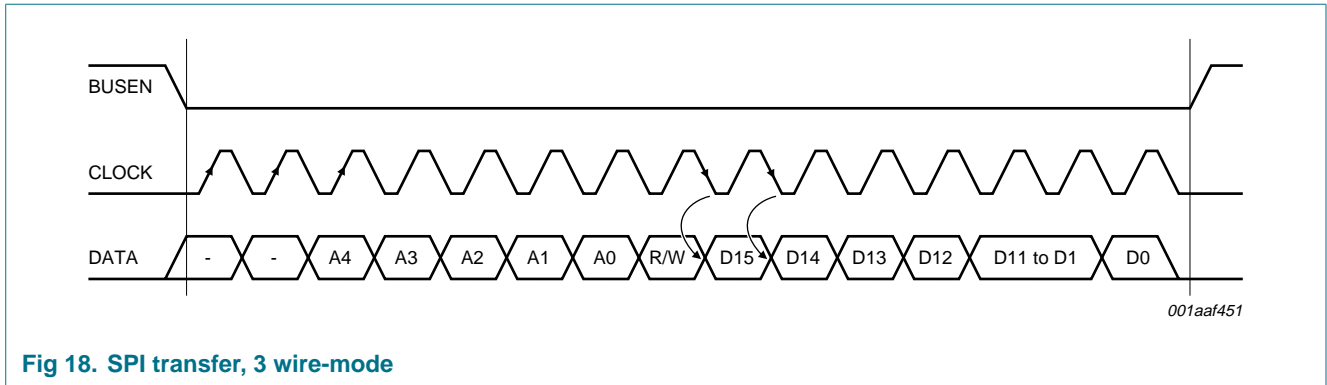 BUSEN
CLOCK
DATA - - A4 A3 A2 A1 A0 R/W D15 D14 D13 D12 D11 to D1 D0
001aaf451
Fig 18. SPI transfer, 3 wire-mode